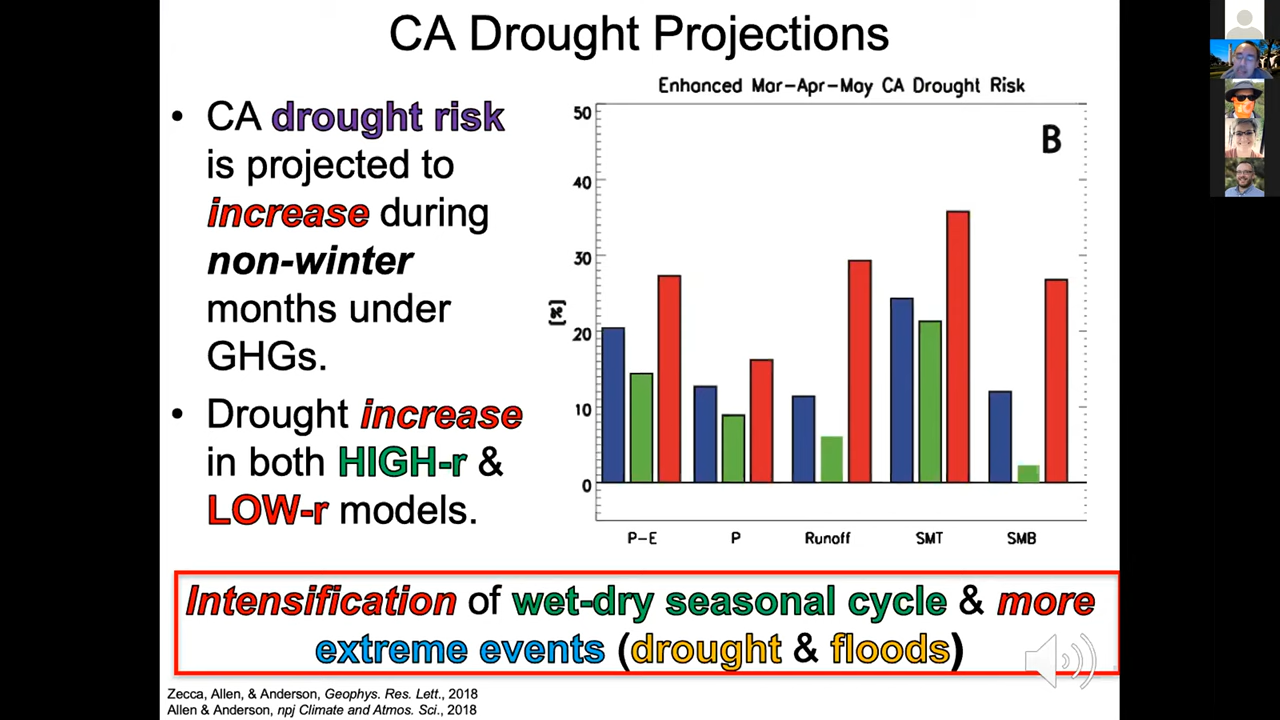 CA Drought Projections
• CA drought risk
is projected to
increase during
non-winter
months under
GHGs.
• Drought increase
in both HIGH-r &
LOW-r models.
Enhanced Mar-Apr-May CA Drought Risk
B
[%]
50
40
30
20
10
0
P-E P Runoff SMT SMB
Intensification of wet-dry seasonal cycle & more
extreme events (drought & floods)
Zecca, Allen, & Anderson, Geophys. Res. Lett., 2018
Allen & Anderson, npj Climate and Atmos. Sci., 2018